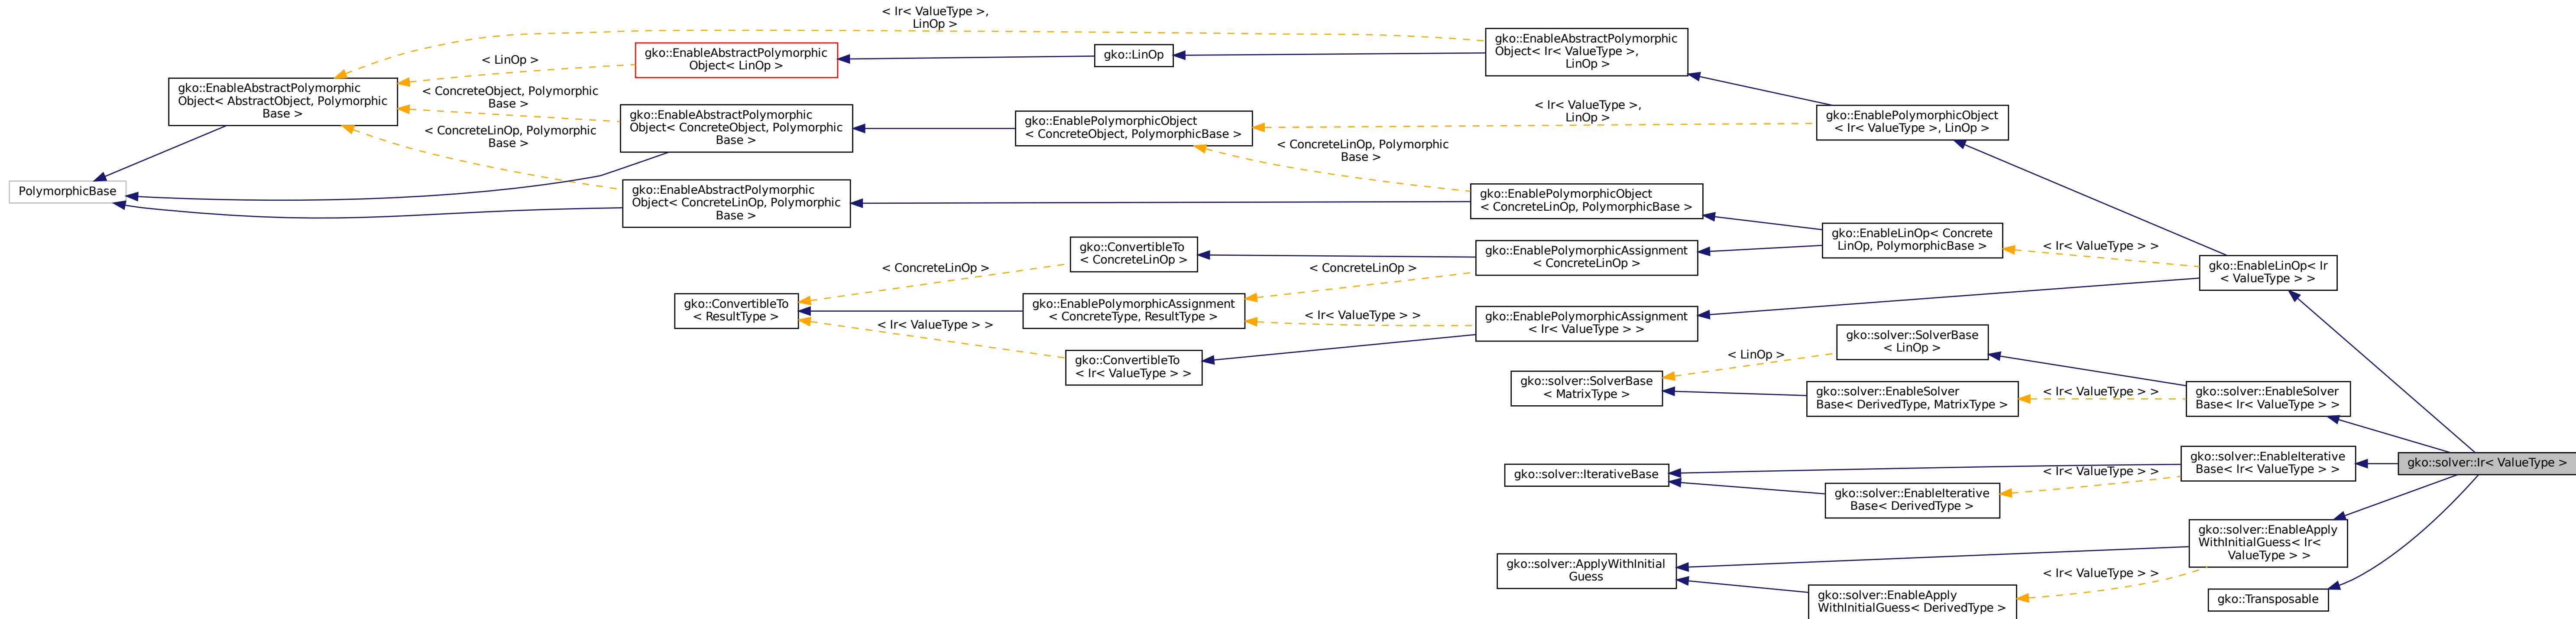 < Ir< ValueType >,
LinOp >
gko::EnableAbstractPolymorphic
Object< Ir< ValueType >,
LinOp >
gko::EnableAbstractPolymorphic
Object< LinOp >
gko::LinOp
< LinOp >
gko::EnableAbstractPolymorphic
Object< AbstractObject, Polymorphic
Base >
< ConcreteObject, Polymorphic
Base >
< ConcreteLinOp, Polymorphic
Base >
gko::EnableAbstractPolymorphic
Object< ConcreteObject, Polymorphic
Base >
gko::EnablePolymorphicObject
< ConcreteObject, PolymorphicBase >
< Ir< ValueType >,
LinOp >
gko::EnablePolymorphicObject
< Ir< ValueType >, LinOp >
< ConcreteLinOp, Polymorphic
Base >
PolymorphicBase
gko::EnableAbstractPolymorphic
Object< ConcreteLinOp, Polymorphic
Base >
gko::EnablePolymorphicObject
< ConcreteLinOp, PolymorphicBase >
gko::EnableLinOp< Concrete
LinOp, PolymorphicBase >
< Ir< ValueType > >
gko::EnableLinOp< Ir
< ValueType > >
gko::ConvertibleTo
< ConcreteLinOp >
gko::EnablePolymorphicAssignment
< ConcreteLinOp >
< ConcreteLinOp >
< ConcreteLinOp >
gko::ConvertibleTo
< ResultType >
gko::EnablePolymorphicAssignment
< ConcreteType, ResultType >
< Ir< ValueType > >
< Ir< ValueType > >
gko::EnablePolymorphicAssignment
< Ir< ValueType > >
gko::ConvertibleTo
< Ir< ValueType > >
gko::solver::SolverBase
< LinOp >
< LinOp >
gko::solver::SolverBase
< MatrixType >
gko::solver::EnableSolver
Base< DerivedType, MatrixType >
< Ir< ValueType > >
gko::solver::EnableSolver
Base< Ir< ValueType > >
gko::solver::IterativeBase
gko::solver::EnableIterative
Base< Ir< ValueType > >
< Ir< ValueType > >
gko::solver::EnableIterative
Base< DerivedType >
gko::solver::Ir< ValueType >
gko::solver::EnableApply
WithInitialGuess< Ir<
ValueType > >
gko::solver::ApplyWithInitial
Guess
< Ir< ValueType > >
gko::solver::EnableApply
WithInitialGuess< DerivedType >
gko::Transposable